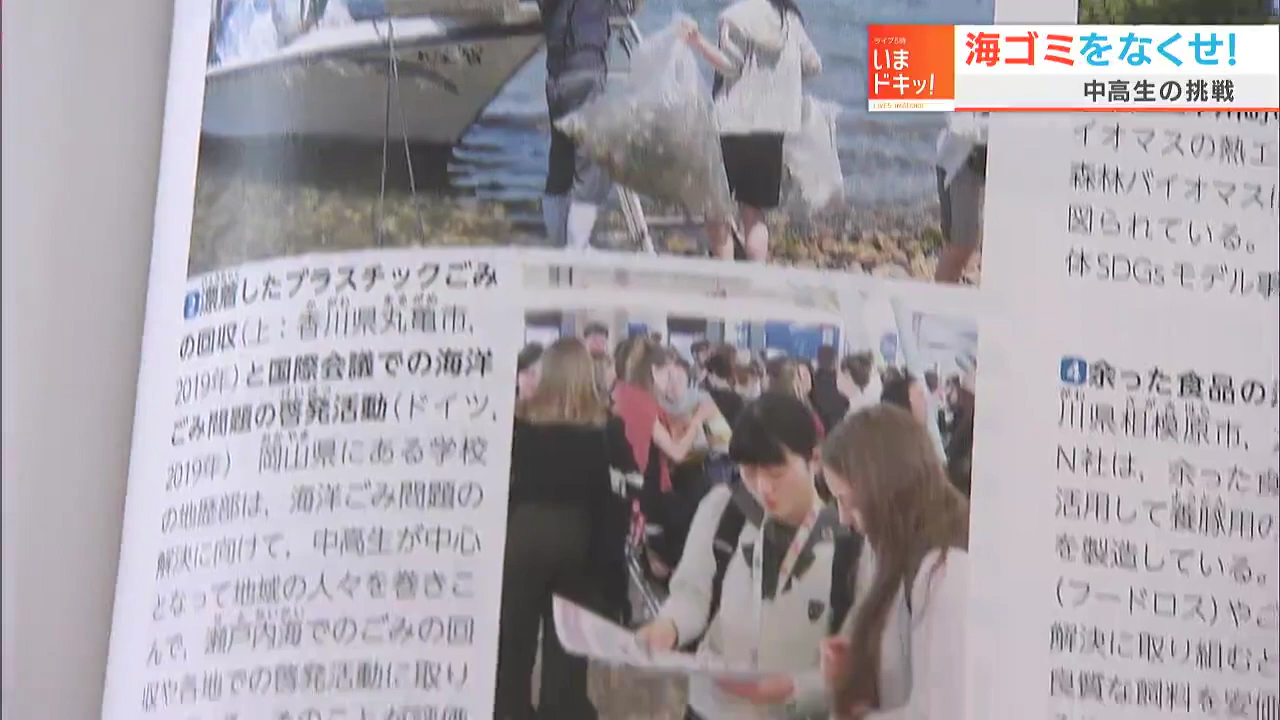 ライブ5時
いま
ドキッ!
海ゴミをなくせ!
中高生の挑戦
2漂着したプラスチックごみ
の回収(上：香川県丸亀市,
2019年)と国際会議での海洋
ごみ問題の啓発活動(ドイツ,
2019年) 岡山県にある学校
の地歴部は, 海洋ごみ問題の
解決に向けて, 中高生が中心
となって地域の人々を巻きこ
んで, 瀬戸内海でのごみの回
収や各地での啓発活動に取り
イオマスの熱エ
森林バイオマス
図られている。
体SDGsモデル事
4余った食品の
川県相模原市,
N社は, 余った食
活用して養豚用の
を製造している。
(フードロス)やご
解決に取り組むと
良質な飼料を安価